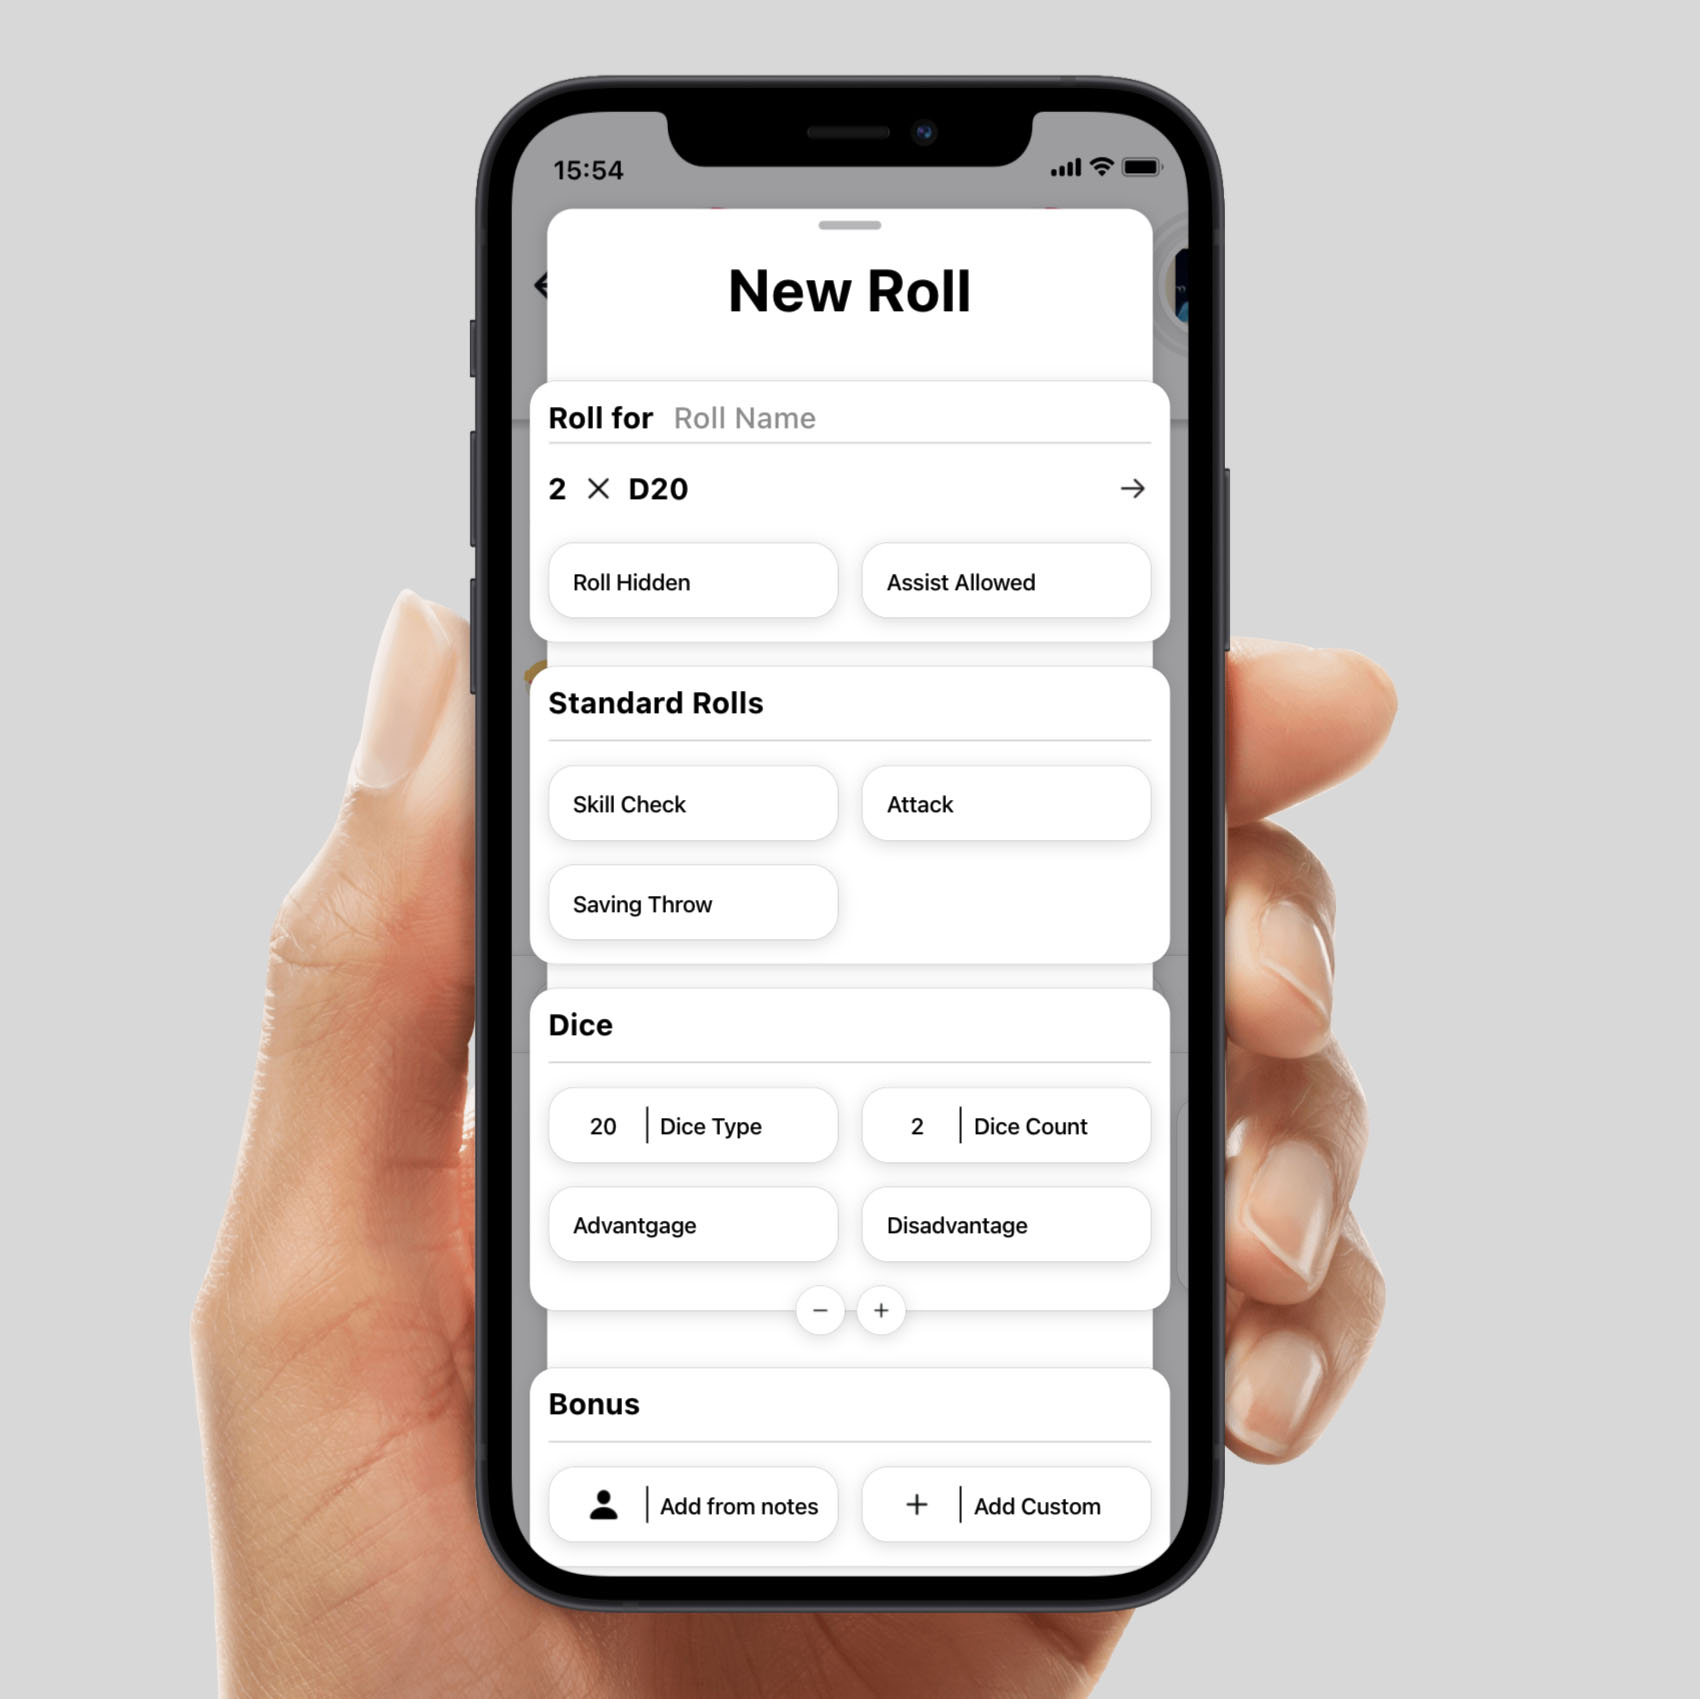 15:54
New Roll
Roll for Roll Name
2 × D20 →
Roll Hidden
Assist Allowed
Standard Rolls
Skill Check
Attack
Saving Throw
Dice
20 | Dice Type
2 | Dice Count
Advantgage
Disadvantage
− +
Bonus
Add from notes
+ | Add Custom